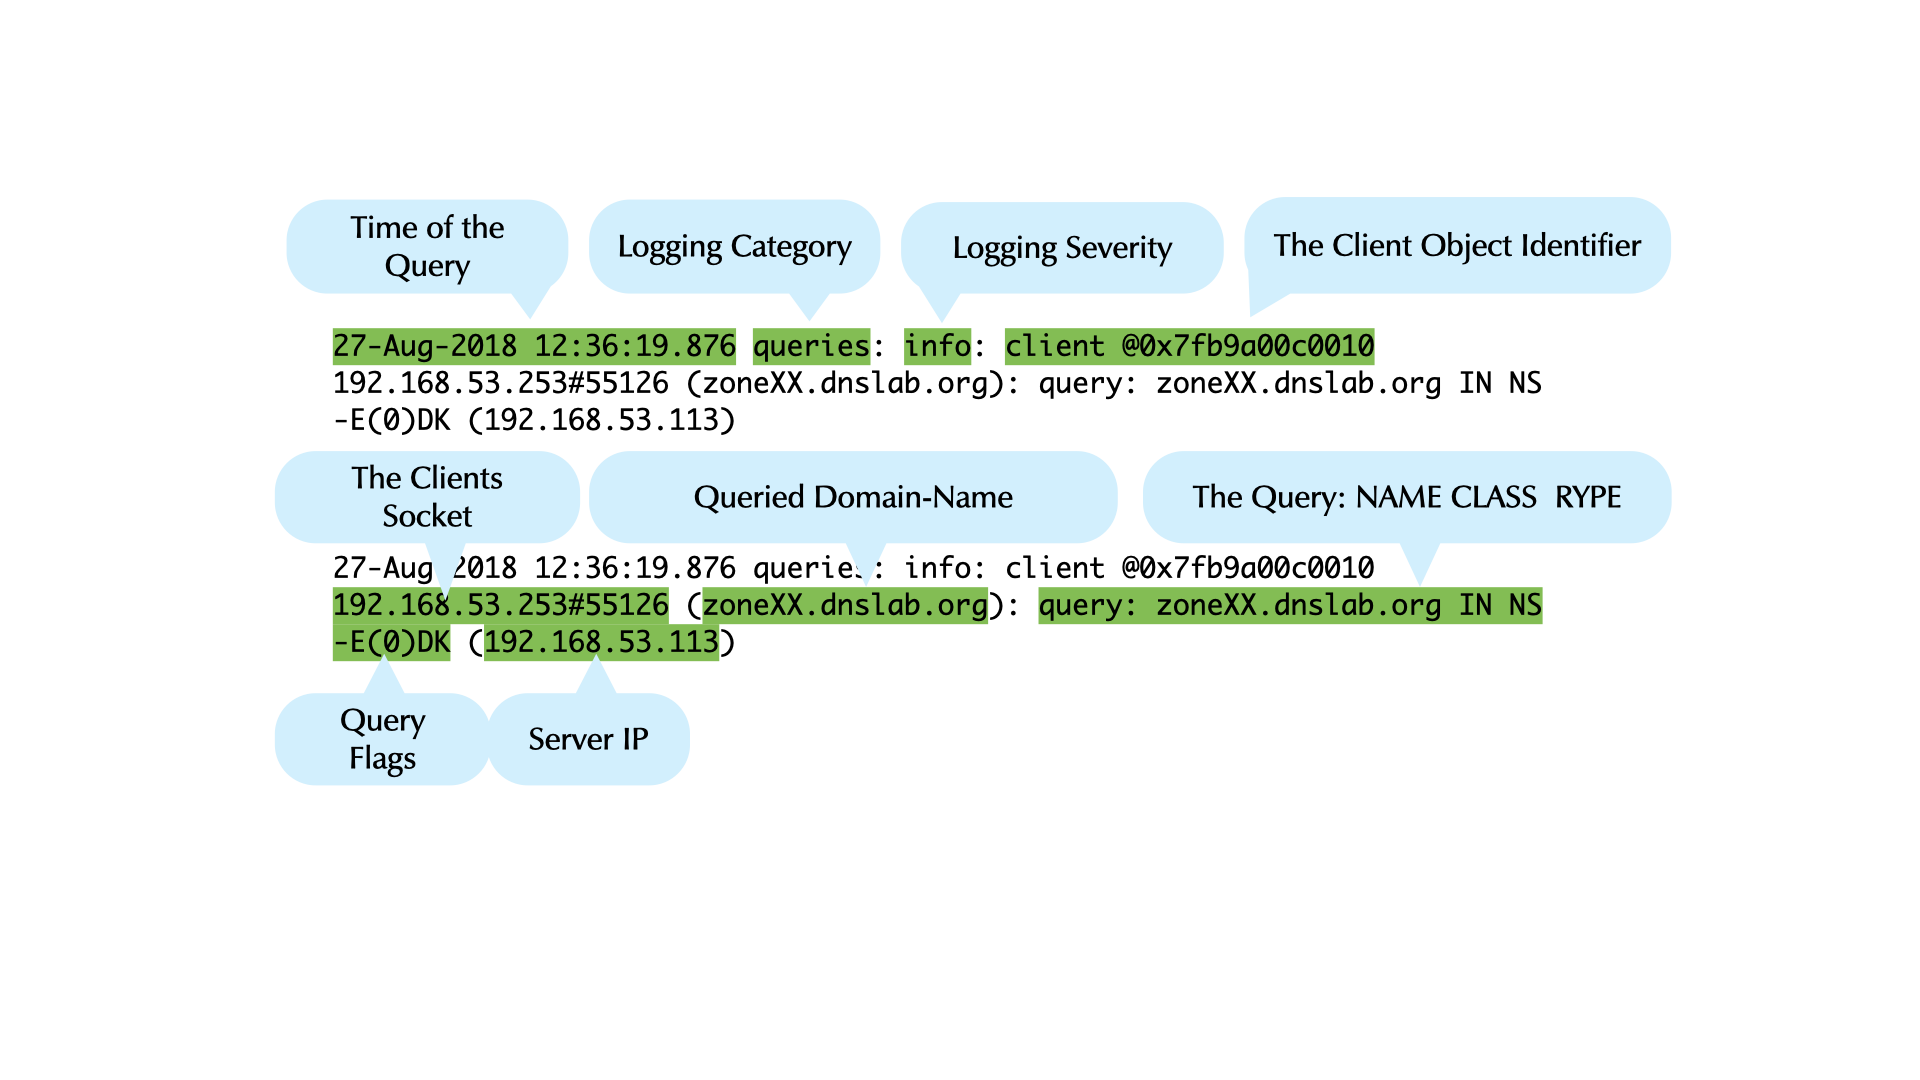 Time of the
Query
Logging Category
Logging Severity
The Client Object Identifier
27-Aug-2018 12:36:19.876 queries: info: client @0x7fb9a00c0010
192.168.53.253#55126 (zoneXX.dnslab.org): query: zoneXX.dnslab.org IN NS
-E(0)DK (192.168.53.113)
The Clients
Socket
Queried Domain-Name
The Query: NAME CLASS  RYPE
27-Aug 2018 12:36:19.876 queries: info: client @0x7fb9a00c0010
192.168.53.253#55126 (zoneXX.dnslab.org): query: zoneXX.dnslab.org IN NS
-E(0)DK (192.168.53.113)
Query
Flags
Server IP